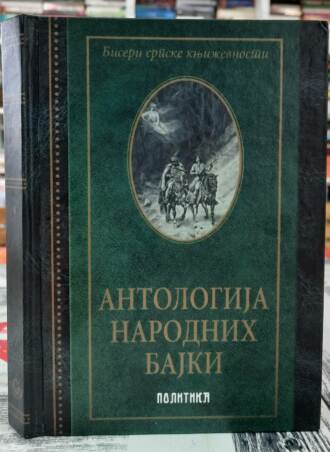 Бисери српске књижевности
АНТОЛОГИЈА
НАРОДНИХ
БАЈКИ
ПОЛИТИКА